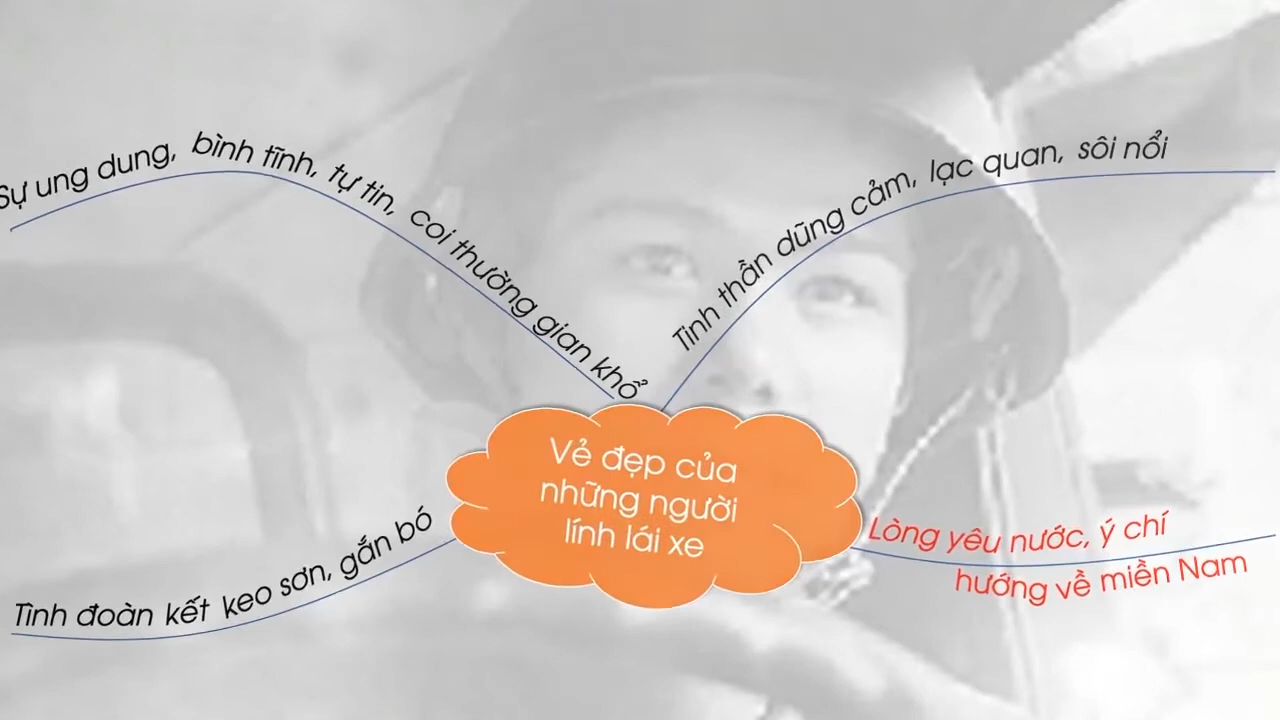 Sự ung dung, bình tĩnh, tự tin, coi thường gian khổ
Tinh thần dũng cảm, lạc quan, sôi nổi
Vẻ đẹp của
những người
lính lái xe
Tình đoàn kết keo sơn, gắn bó
Lòng yêu nước, ý chí
hướng về miền Nam